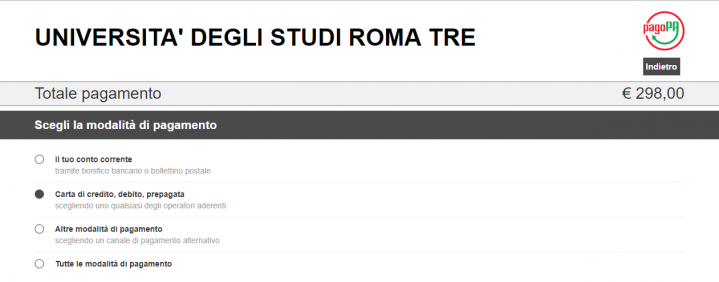 UNIVERSITA' DEGLI STUDI ROMA TRE
pagoPA
Indietro
Totale pagamento € 298,00
Scegli la modalità di pagamento
Il tuo conto corrente
tramite bonifico bancario o bollettino postale
Carta di credito, debito, prepagata
scegliendo uno qualsiasi degli operatori aderenti
Altre modalità di pagamento
scegliendo un canale di pagamento alternativo
Tutte le modalità di pagamento